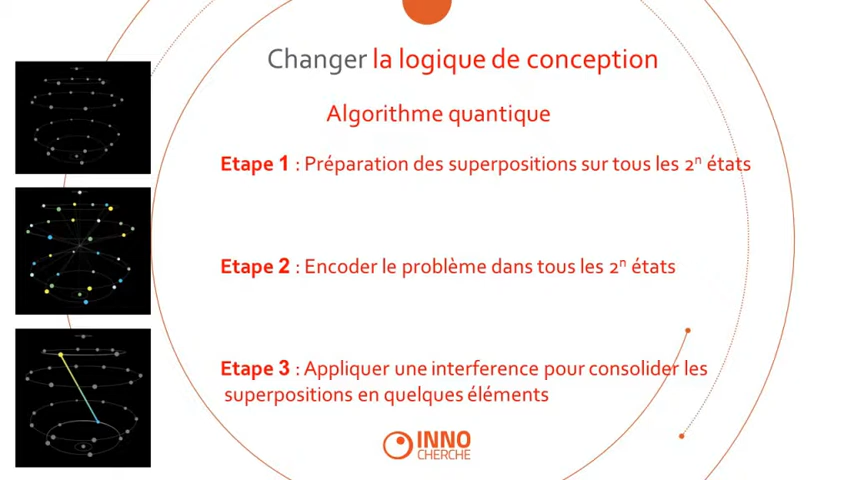 Changer la logique de conception
Algorithme quantique
Etape 1 : Préparation des superpositions sur tous les 2ⁿ états
Etape 2 : Encoder le problème dans tous les 2ⁿ états
Etape 3 : Appliquer une interference pour consolider les
superpositions en quelques éléments
INNO
CHERCHE